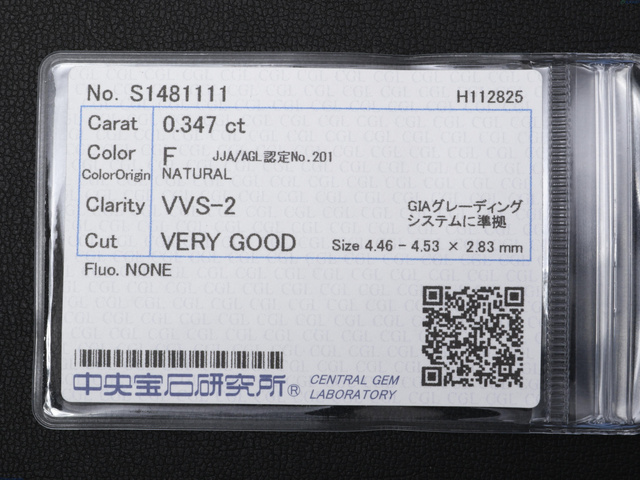 No. S1481111
H112825
Carat 0.347 ct
Color F JJA/AGL認定No.201
ColorOrigin NATURAL
Clarity VVS-2 GIAグレーディング
システムに準拠
Cut VERY GOOD Size 4.46 - 4.53 × 2.83 mm
Fluo. NONE
中央宝石研究所® CENTRAL GEM
LABORATORY